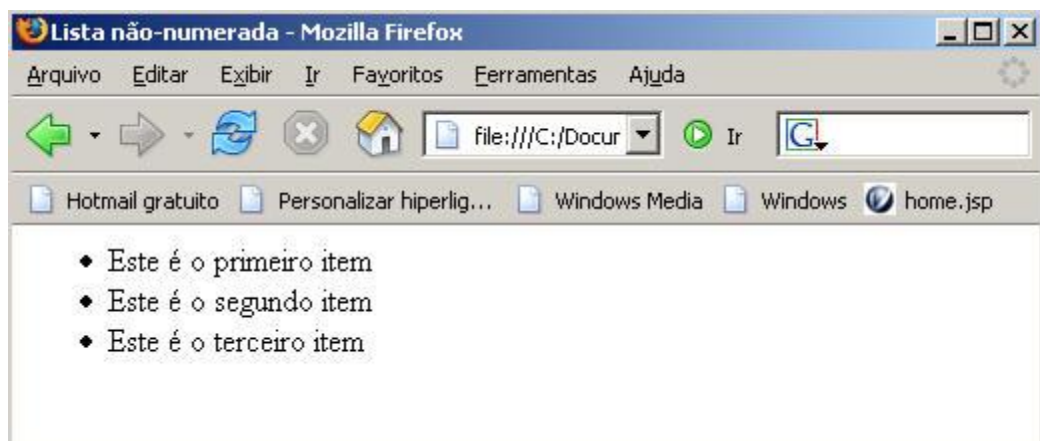 Lista não-numerada - Mozilla Firefox
Arquivo Editar Exibir Ir Favoritos Ferramentas Ajuda
file:///C:/Docur Ir G
Hotmail gratuito Personalizar hiperlig... Windows Media Windows home.jsp
• Este é o primeiro item
• Este é o segundo item
• Este é o terceiro item